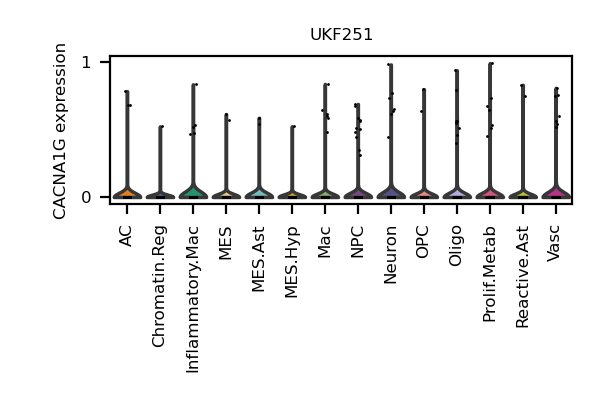 UKF251
CACNA1G expression
1
0
AC
Chromatin.Reg
Inflammatory.Mac
MES
MES.Ast
MES.Hyp
Mac
NPC
Neuron
OPC
Oligo
Prolif.Metab
Reactive.Ast
Vasc